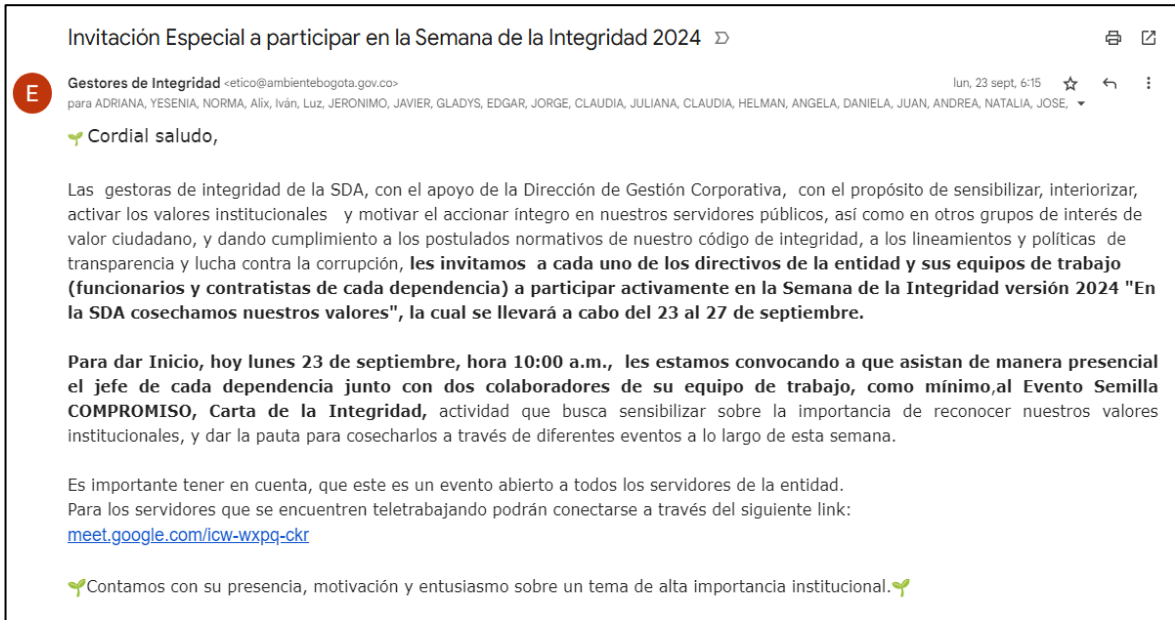 Invitación Especial a participar en la Semana de la Integridad 2024
E
Gestores de Integridad <etico@ambientebogota.gov.co>
lun, 23 sept, 6:15
para ADRIANA, YESENIA, NORMA, Alix, Iván, Luz, JERONIMO, JAVIER, GLADYS, EDGAR, JORGE, CLAUDIA, JULIANA, CLAUDIA, HELMAN, ANGELA, DANIELA, JUAN, ANDREA, NATALIA, JOSE,
🌱 Cordial saludo,
Las gestoras de integridad de la SDA, con el apoyo de la Dirección de Gestión Corporativa, con el propósito de sensibilizar, interiorizar,
activar los valores institucionales y motivar el accionar íntegro en nuestros servidores públicos, así como en otros grupos de interés de
valor ciudadano, y dando cumplimiento a los postulados normativos de nuestro código de integridad, a los lineamientos y políticas de
transparencia y lucha contra la corrupción, les invitamos a cada uno de los directivos de la entidad y sus equipos de trabajo
(funcionarios y contratistas de cada dependencia) a participar activamente en la Semana de la Integridad versión 2024 "En
la SDA cosechamos nuestros valores", la cual se llevará a cabo del 23 al 27 de septiembre.
Para dar Inicio, hoy lunes 23 de septiembre, hora 10:00 a.m., les estamos convocando a que asistan de manera presencial
el jefe de cada dependencia junto con dos colaboradores de su equipo de trabajo, como mínimo,al Evento Semilla
COMPROMISO, Carta de la Integridad, actividad que busca sensibilizar sobre la importancia de reconocer nuestros valores
institucionales, y dar la pauta para cosecharlos a través de diferentes eventos a lo largo de esta semana.
Es importante tener en cuenta, que este es un evento abierto a todos los servidores de la entidad.
Para los servidores que se encuentren teletrabajando podrán conectarse a través del siguiente link:
meet.google.com/icw-wxpq-ckr
🌱Contamos con su presencia, motivación y entusiasmo sobre un tema de alta importancia institucional.🌱